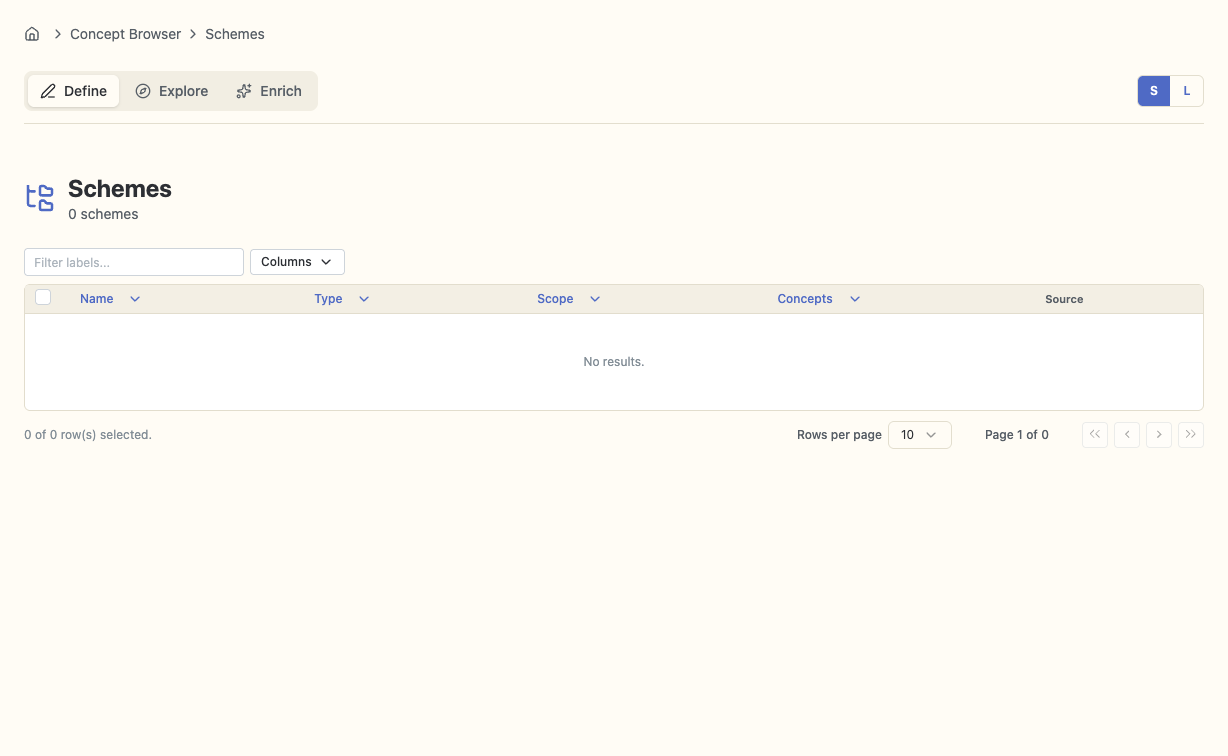 Concept Browser Schemes
Define Explore Enrich S L
Schemes
0 schemes
Filter labels... Columns
Name Type Scope Concepts Source
No results.
0 of 0 row(s) selected. Rows per page 10 Page 1 of 0